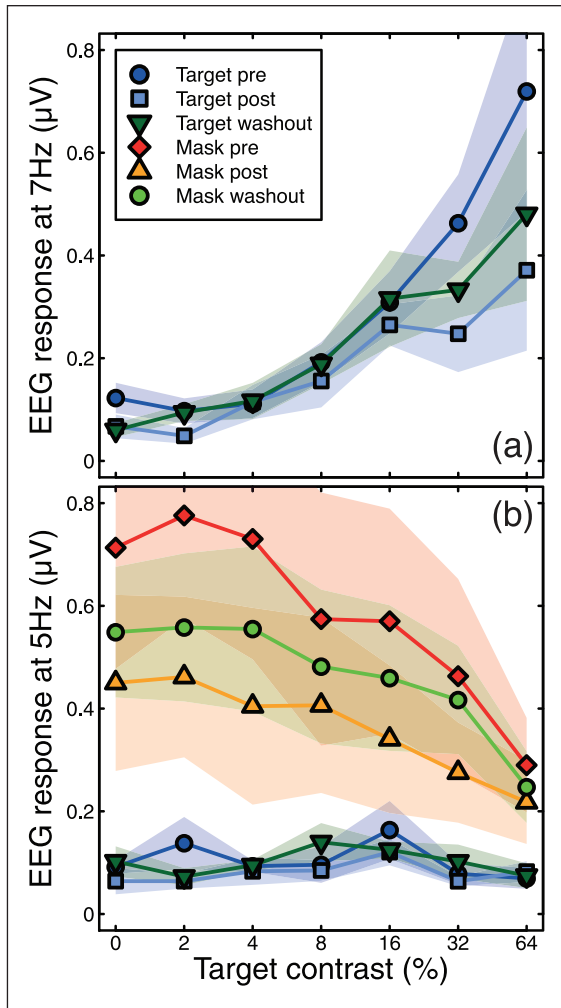 0.8
0.6
0.4
0.2
0
EEG response at 7Hz (µV)
Target pre
Target post
Target washout
Mask pre
Mask post
Mask washout
(a)
0.8
0.6
0.4
0.2
0
EEG response at 5Hz (µV)
(b)
0 2 4 8 16 32 64
Target contrast (%)